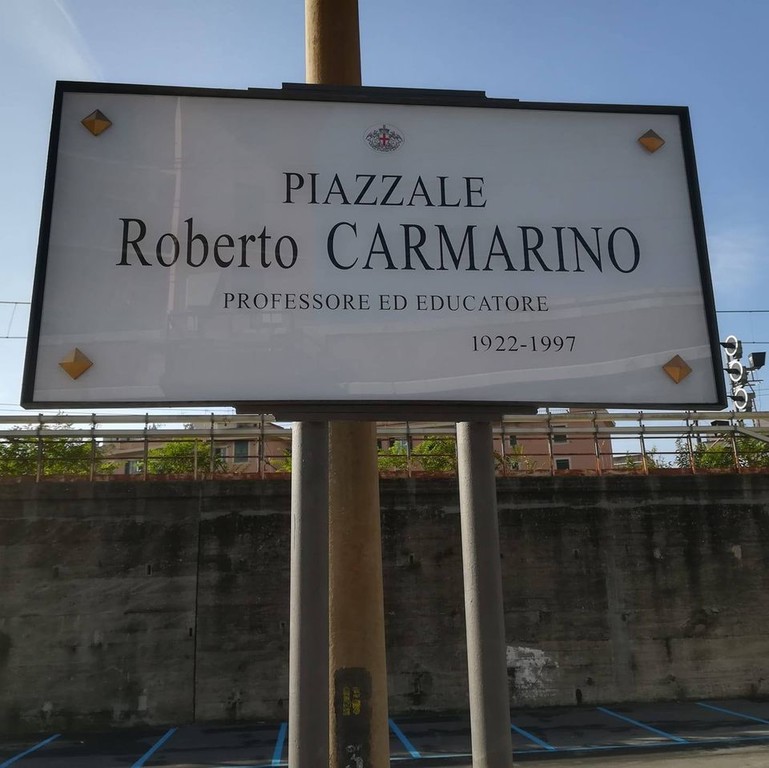 PIAZZALE
Roberto CARMARINO
PROFESSORE ED EDUCATORE
1922-1997